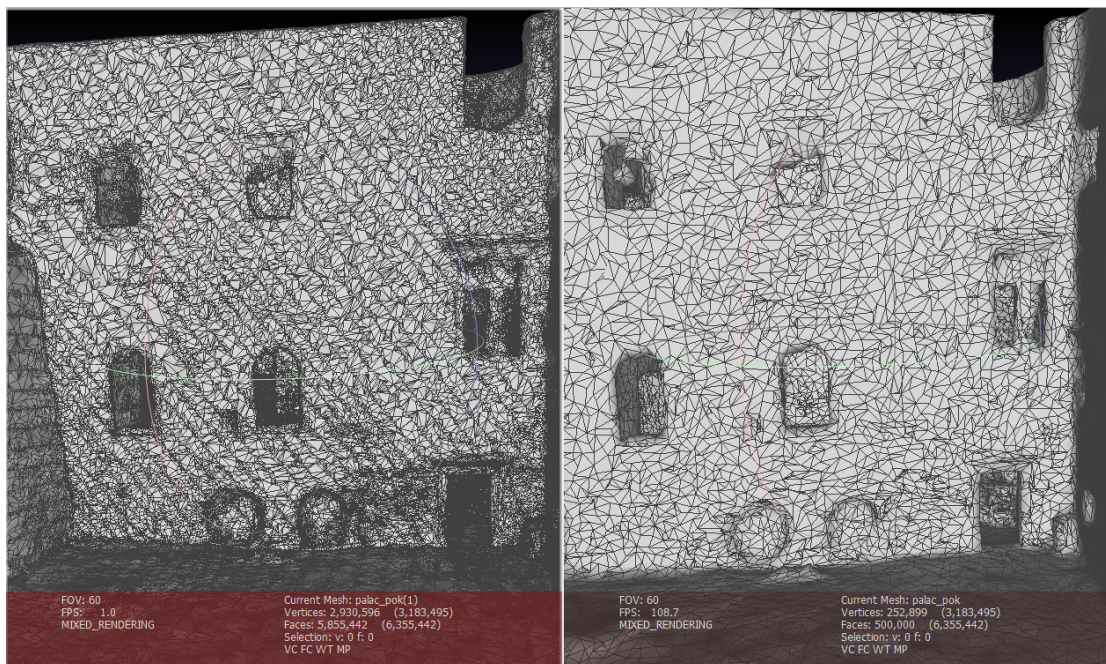 FOV: 60
FPS: 1.0
MIXED_RENDERING
Current Mesh: palac_pok(1)
Vertices: 2,930,596 (3,183,495)
Faces: 5,855,442 (6,355,442)
Selection: v: 0 f: 0
VC FC WT MP
FOV: 60
FPS: 108.7
MIXED_RENDERING
Current Mesh: palac_pok
Vertices: 252,899 (3,183,495)
Faces: 500,000 (6,355,442)
Selection: v: 0 f: 0
VC FC WT MP